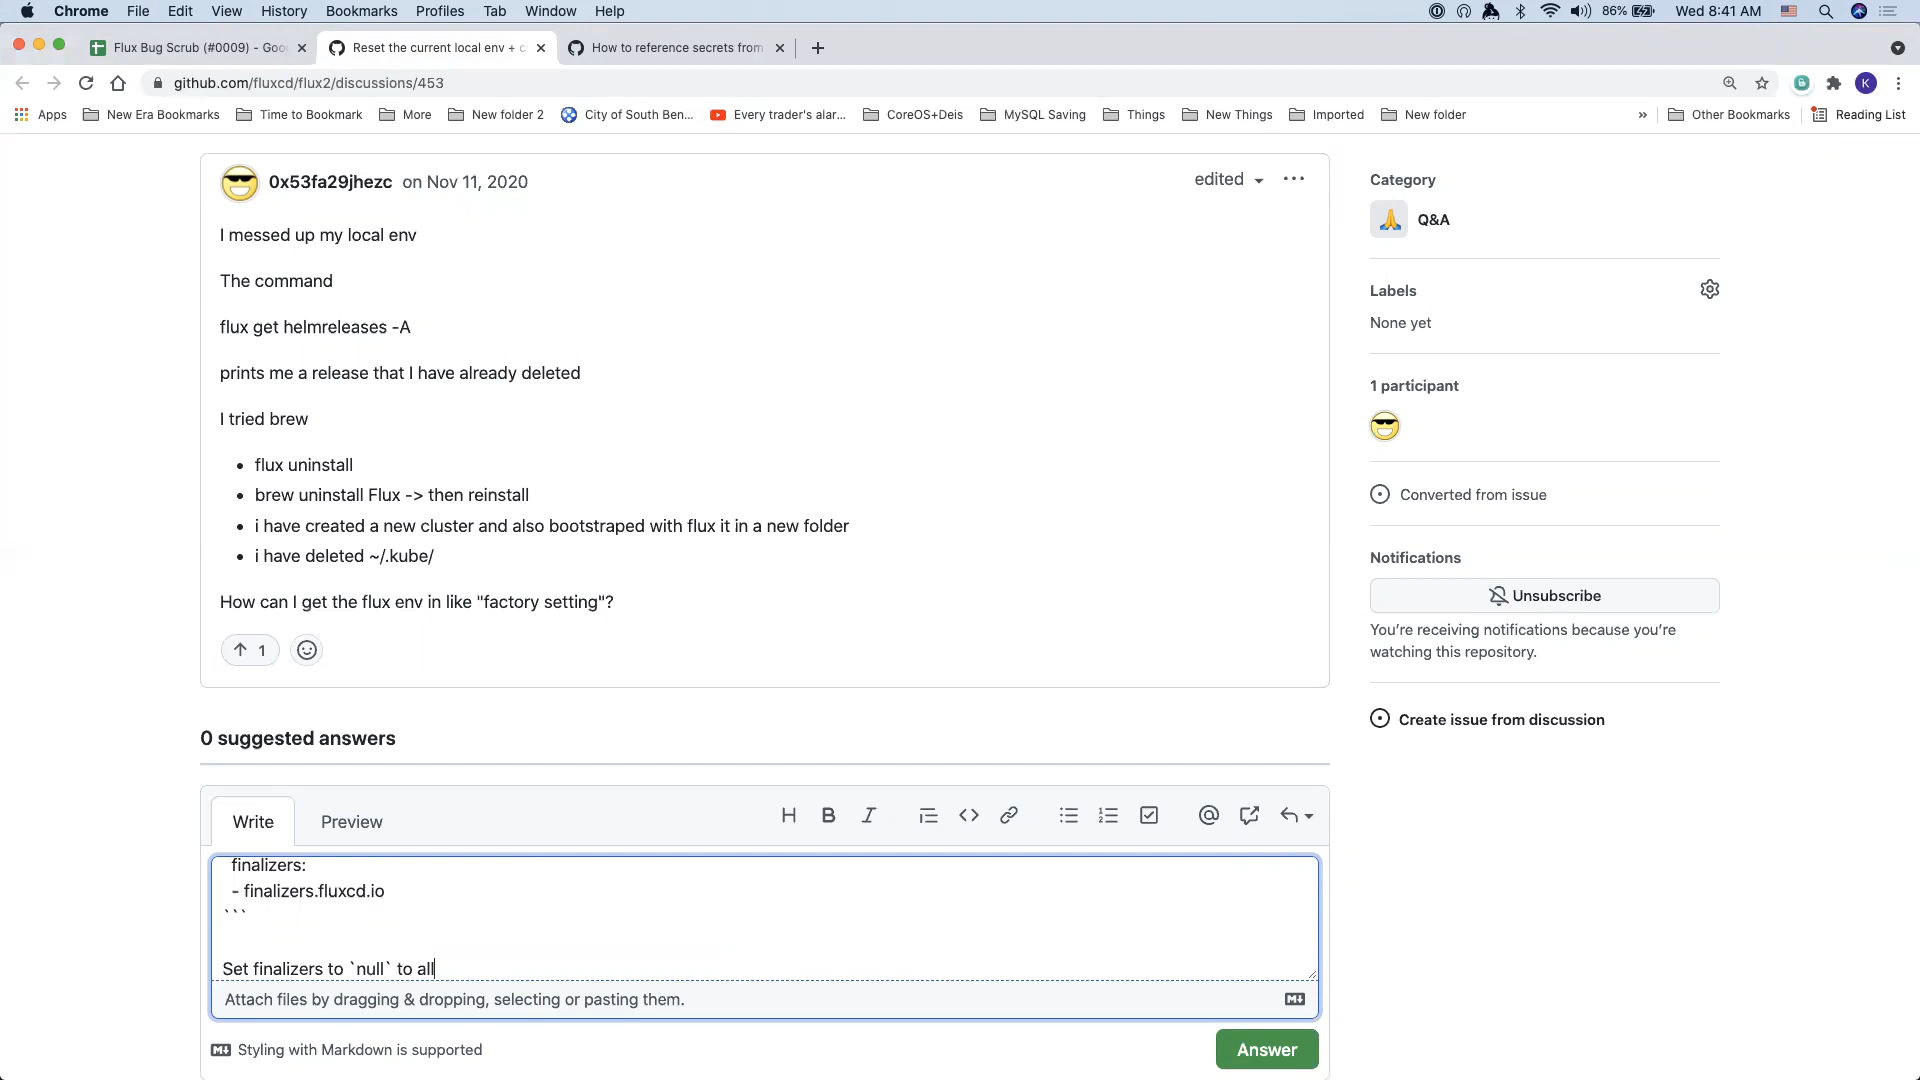 Chrome File Edit View History Bookmarks Profiles Tab Window Help 86% Wed 8:41 AM
Flux Bug Scrub (#0009) - Goo
Reset the current local env + c
How to reference secrets from
github.com/fluxcd/flux2/discussions/453
K
Apps New Era Bookmarks Time to Bookmark More New folder 2 City of South Ben... Every trader's alar... CoreOS+Deis MySQL Saving Things New Things Imported New folder » Other Bookmarks Reading List
0x53fa29jhezc on Nov 11, 2020
edited
I messed up my local env
The command
flux get helmreleases -A
prints me a release that I have already deleted
I tried brew
• flux uninstall
• brew uninstall Flux -> then reinstall
• i have created a new cluster and also bootstraped with flux it in a new folder
• i have deleted ~/.kube/
How can I get the flux env in like "factory setting"?
↑ 1
Category
Q&A
Labels
None yet
1 participant
Converted from issue
Notifications
Unsubscribe
You're receiving notifications because you're
watching this repository.
Create issue from discussion
0 suggested answers
Write Preview
finalizers:
- finalizers.fluxcd.io
```
Set finalizers to `null` to all
Attach files by dragging & dropping, selecting or pasting them.
Styling with Markdown is supported
Answer